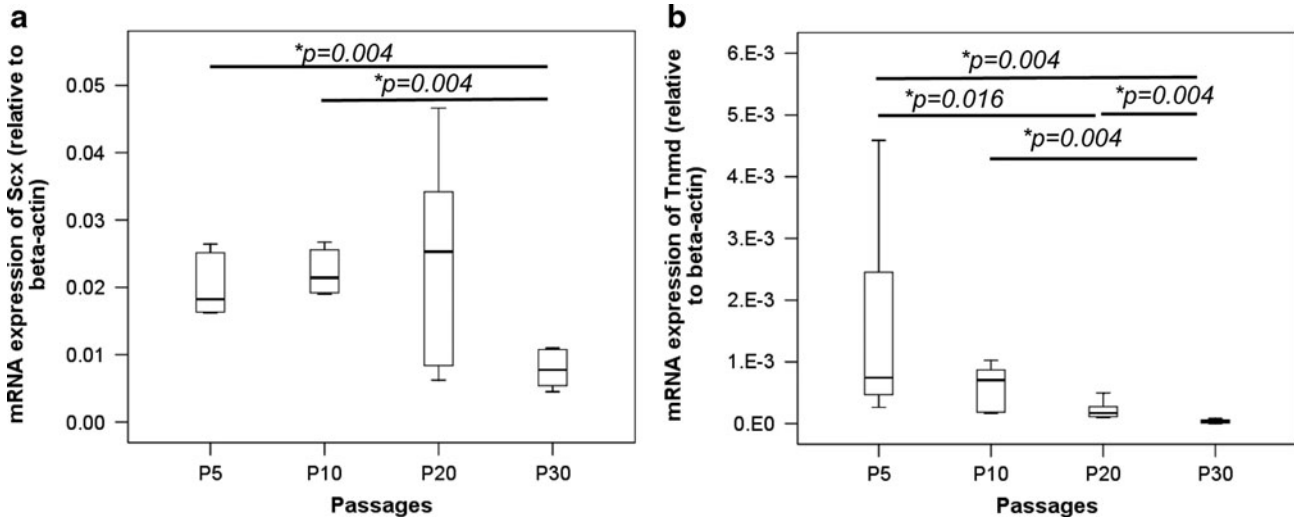 a
mRNA expression of Scx (relative to
beta-actin)
0.05
0.04
0.03
0.02
0.01
0.00
*p=0.004
*p=0.004
P5 P10 P20 P30
Passages
b
mRNA expression of Tnmd (relative
to beta-actin)
6.E-3
5.E-3
4.E-3
3.E-3
2.E-3
1.E-3
0.E0
*p=0.004
*p=0.016 *p=0.004
*p=0.004
P5 P10 P20 P30
Passages